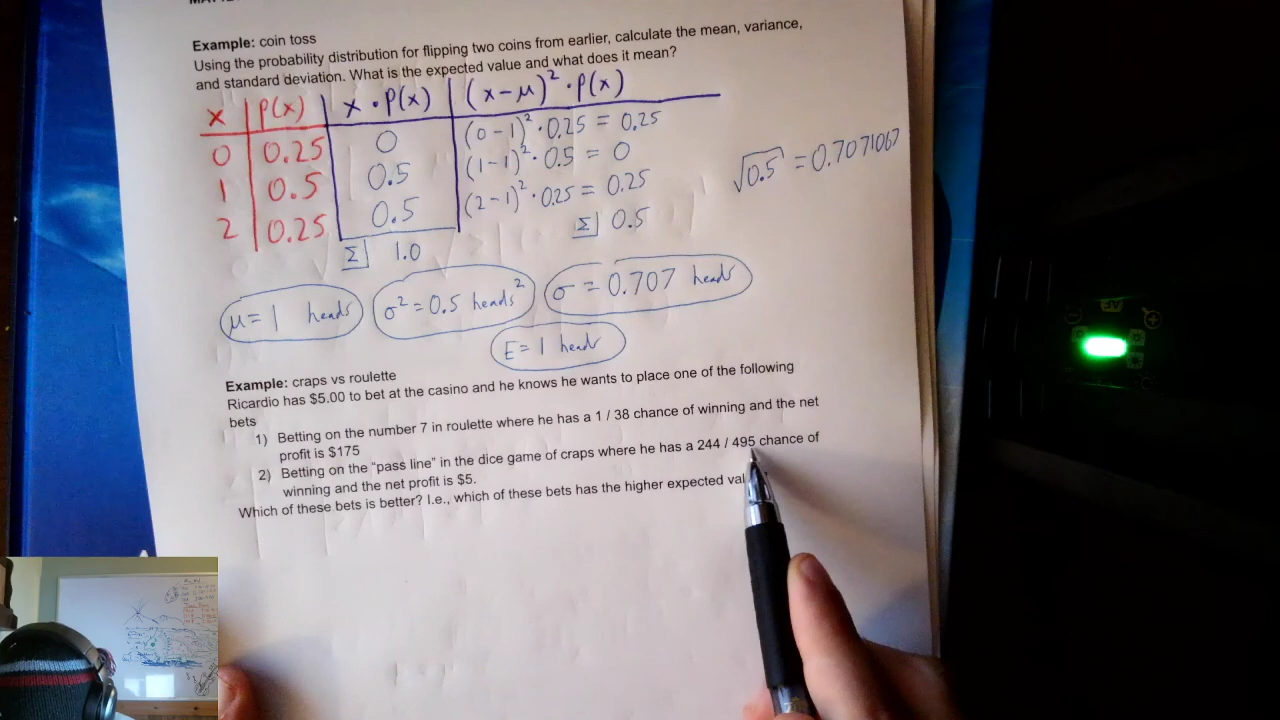 Example: coin toss
Using the probability distribution for flipping two coins from earlier, calculate the mean, variance,
and standard deviation. What is the expected value and what does it mean?
x P(x) x • P(x) (x-μ)² • P(x)
0 0.25 0 (0-1)² • 0.25 = 0.25
1 0.5 0.5 (1-1)² • 0.5 = 0
2 0.25 0.5 (2-1)² • 0.25 = 0.25
Σ 1.0 Σ 0.5
√0.5 = 0.7071067
μ = 1 heads σ² = 0.5 heads² σ = 0.707 heads
E = 1 heads
Example: craps vs roulette
Ricardio has $5.00 to bet at the casino and he knows he wants to place one of the following
bets
1) Betting on the number 7 in roulette where he has a 1 / 38 chance of winning and the net
profit is $175
2) Betting on the “pass line” in the dice game of craps where he has a 244 / 495 chance of
winning and the net profit is $5.
Which of these bets is better? I.e., which of these bets has the higher expected
AF